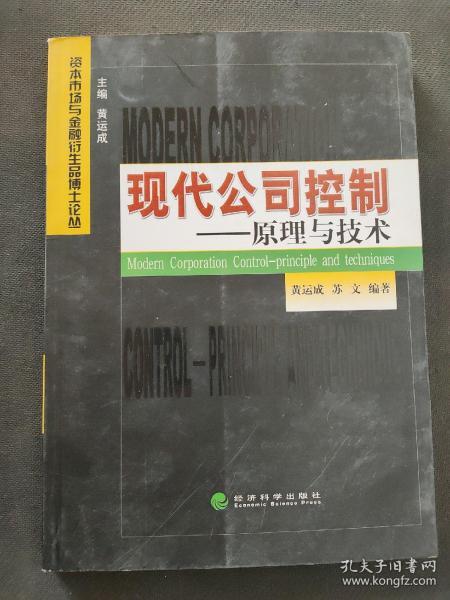 资本市场与金融衍生品博士论丛
主编 黄运成
MODERN CORPORAT
现代公司控制
——原理与技术
Modern Corporation Control-principle and techniques
黄运成 苏文 编著
CONTROL-PRINCIPLE AND TECHNIQUE
经济科学出版社
Economic Science Press
孔夫子旧书网
www.kongfz.com